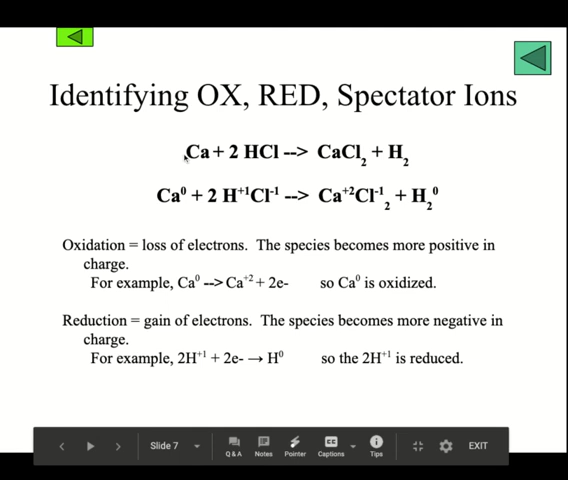 Identifying OX, RED, Spectator Ions
Ca + 2 HCl --> CaCl₂ + H₂
Ca⁰ + 2 H⁺¹Cl⁻¹ --> Ca⁺²Cl⁻¹₂ + H₂⁰
Oxidation = loss of electrons. The species becomes more positive in
charge.
For example, Ca⁰ --> Ca⁺² + 2e- so Ca⁰ is oxidized.
Reduction = gain of electrons. The species becomes more negative in
charge.
For example, 2H⁺¹ + 2e- → H⁰ so the 2H⁺¹ is reduced.
Slide 7
Q & A Notes Pointer Captions Tips
EXIT